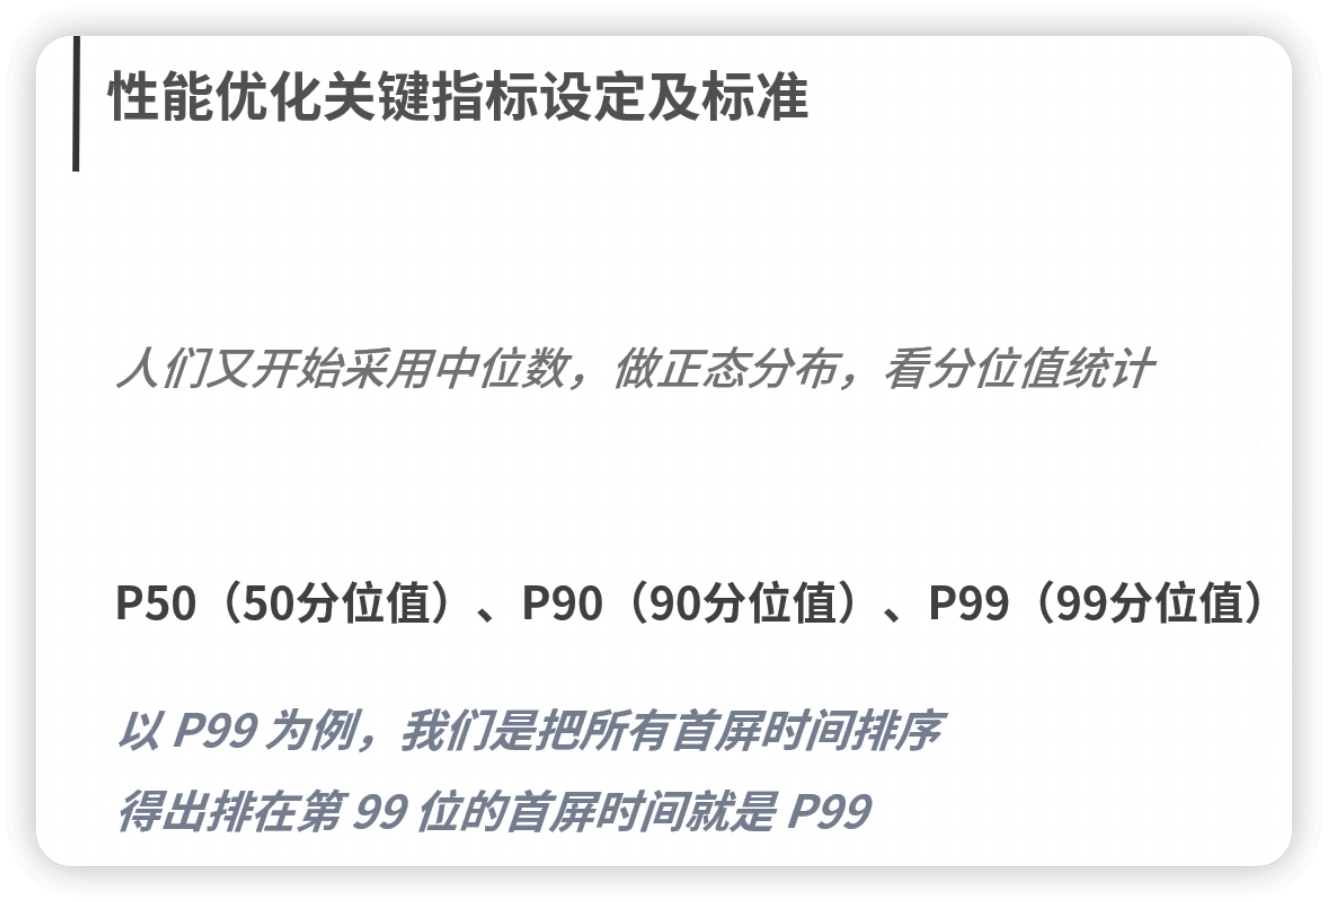 性能优化关键指标设定及标准
人们又开始采用中位数，做正态分布，看分位值统计
P50（50分位值）、P90（90分位值）、P99（99分位值）
以 P99 为例，我们是把所有首屏时间排序
得出排在第 99 位的首屏时间就是 P99